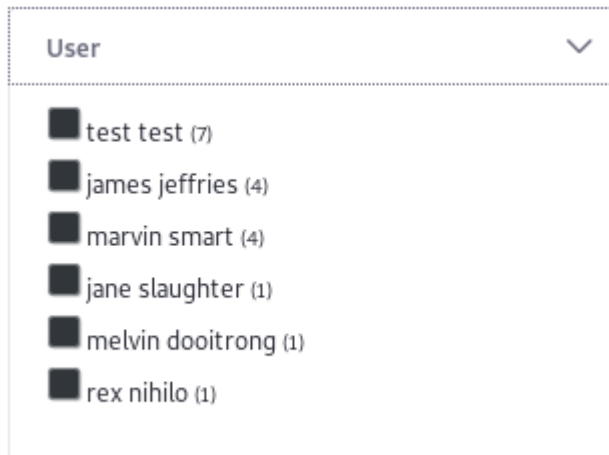 User
test test (7)
james jeffries (4)
marvin smart (4)
jane slaughter (1)
melvin dooitrong (1)
rex nihilo (1)